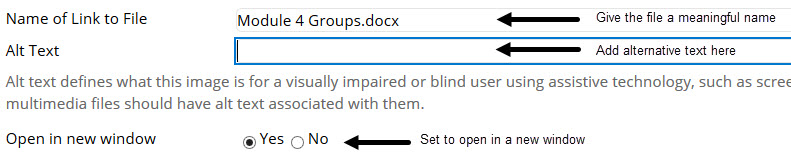 Name of Link to File Module 4 Groups.docx Give the file a meaningful name
Alt Text Add alternative text here
Alt text defines what this image is for a visually impaired or blind user using assistive technology, such as scree
multimedia files should have alt text associated with them.
Open in new window Yes No Set to open in a new window